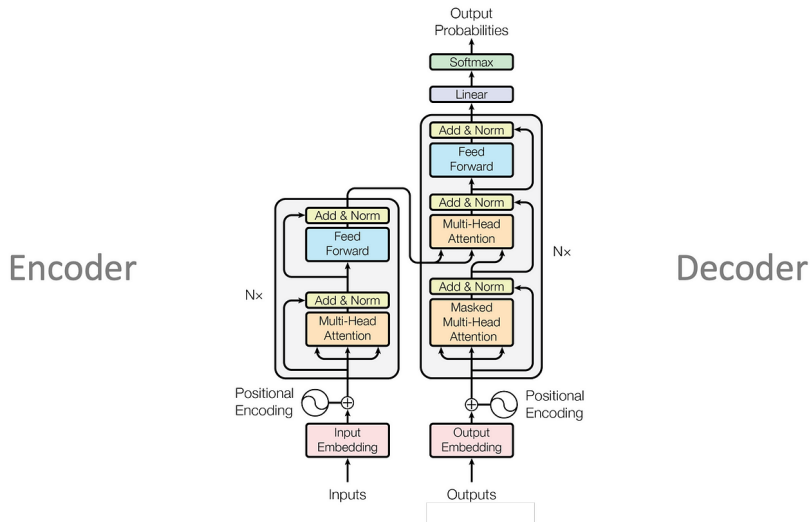 Output
Probabilities
Softmax
Linear
Add & Norm
Feed
Forward
Add & Norm
Multi-Head
Attention
Add & Norm
Masked
Multi-Head
Attention
Nx
Decoder
Positional
Encoding
Output
Embedding
Outputs
Encoder
Nx
Add & Norm
Feed
Forward
Add & Norm
Multi-Head
Attention
Positional
Encoding
Input
Embedding
Inputs